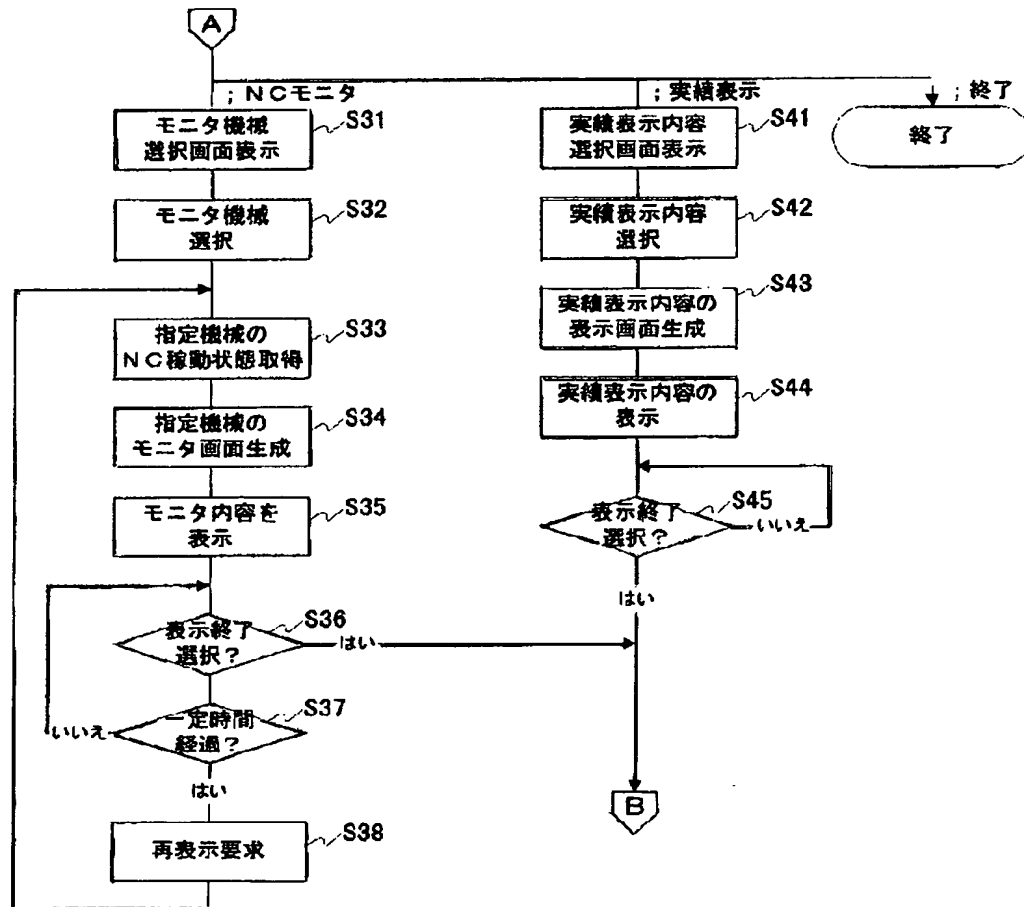 A
；NCモニタ
；実績表示
；終了
モニタ機械
選択画面表示
S31
実績表示内容
選択画面表示
S41
終了
モニタ機械
選択
S32
実績表示内容
選択
S42
指定機械の
NC稼動状態取得
S33
実績表示内容の
表示画面生成
S43
指定機械の
モニタ画面生成
S34
実績表示内容の
表示
S44
モニタ内容を
表示
S35
表示終了
選択？
S45
いいえ
はい
表示終了
選択？
S36
はい
一定時間
経過？
S37
いいえ
はい
B
再表示要求
S38